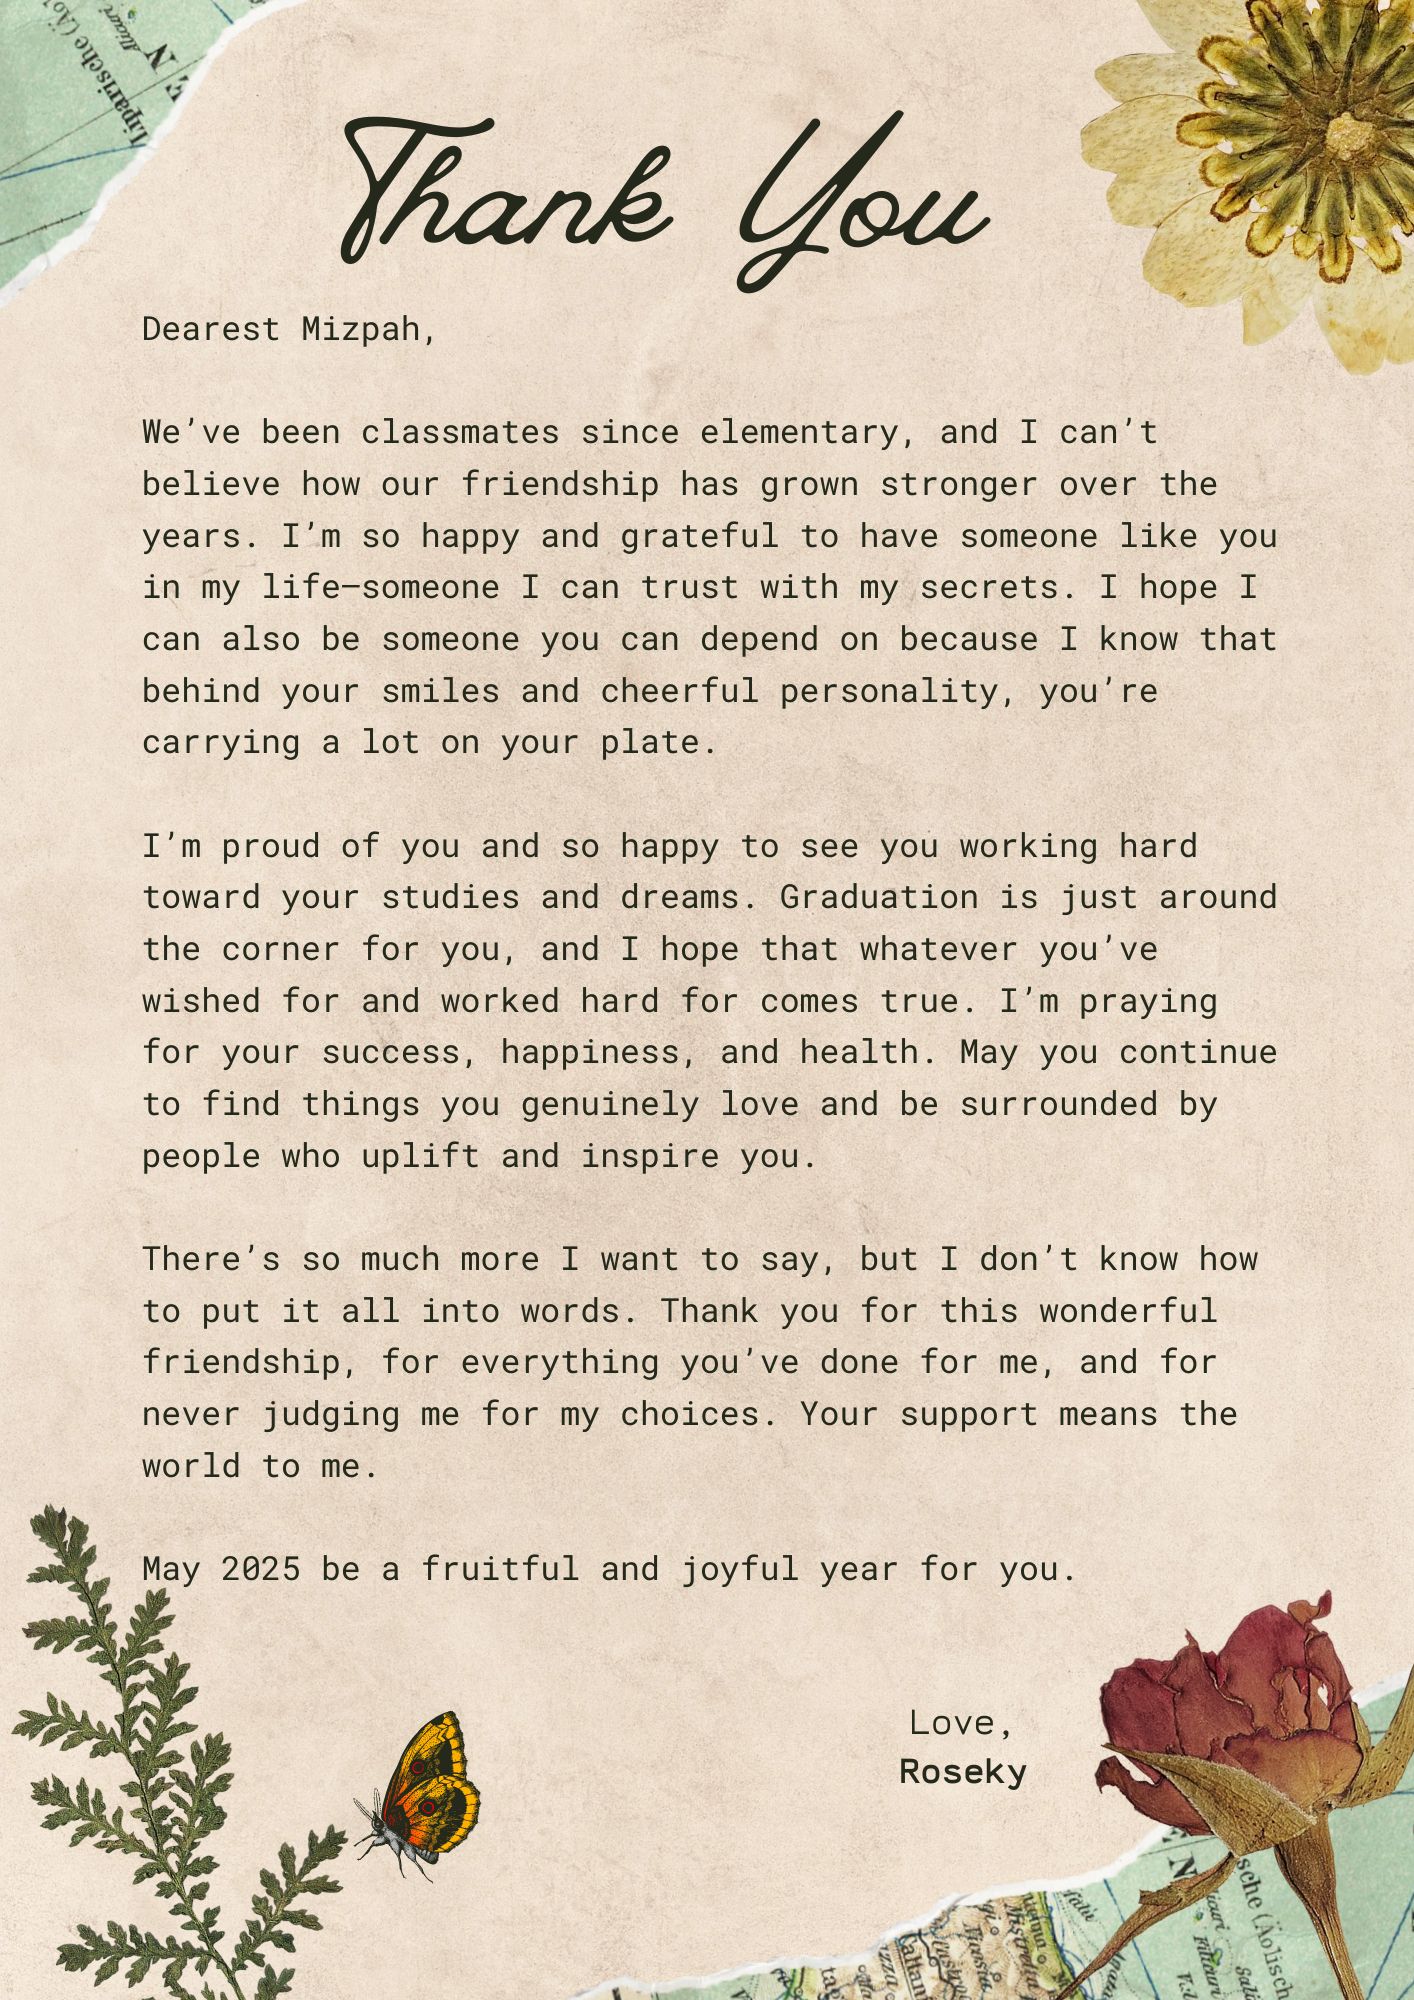 Liparische (Äol
Alicuri
N
E
Thank You
Dearest Mizpah,
We’ve been classmates since elementary, and I can’t
believe how our friendship has grown stronger over the
years. I’m so happy and grateful to have someone like you
in my life—someone I can trust with my secrets. I hope I
can also be someone you can depend on because I know that
behind your smiles and cheerful personality, you’re
carrying a lot on your plate.
I’m proud of you and so happy to see you working hard
toward your studies and dreams. Graduation is just around
the corner for you, and I hope that whatever you’ve
wished for and worked hard for comes true. I’m praying
for your success, happiness, and health. May you continue
to find things you genuinely love and be surrounded by
people who uplift and inspire you.
There’s so much more I want to say, but I don’t know how
to put it all into words. Thank you for this wonderful
friendship, for everything you’ve done for me, and for
never judging me for my choices. Your support means the
world to me.
May 2025 be a fruitful and joyful year for you.
Love,
Roseky
N
sche (Äolisch
licuri
Filicuri
Mistretta